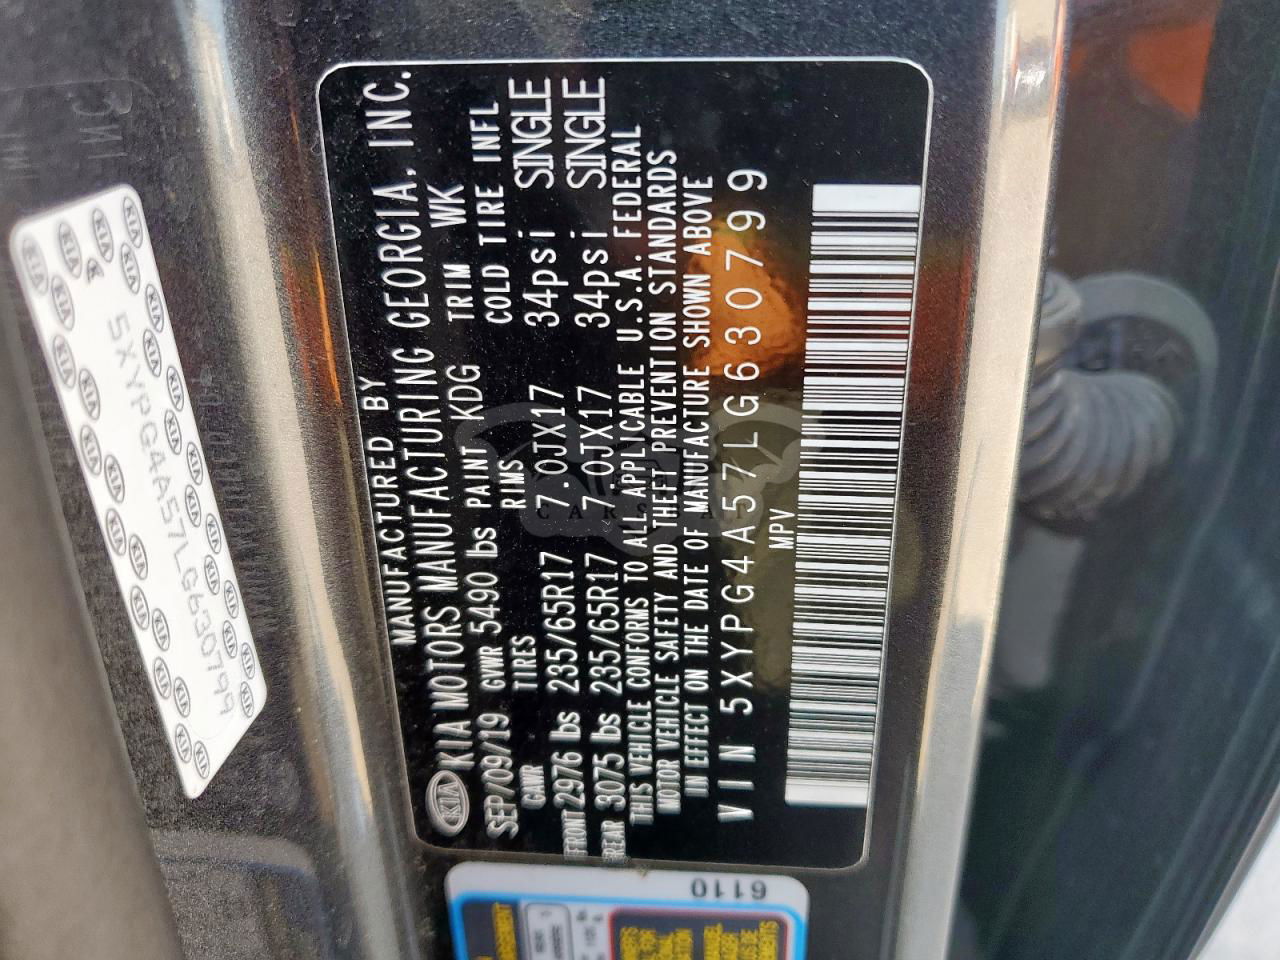 MANUFACTURED BY
KIA KIA MOTORS MANUFACTURING GEORGIA, INC.
SEP/09/19 GVWR 5490 lbs PAINT KDG TRIM WK
GAWR TIRES RIMS COLD TIRE INFL
FRONT 2976 lbs 235/65R17 17x7.0J 34psi SINGLE
REAR 3075 lbs 235/65R17 7.0JX17 34psi SINGLE
THIS VEHICLE CONFORMS TO ALL APPLICABLE U.S.A. FEDERAL
MOTOR VEHICLE SAFETY AND THEFT PREVENTION STANDARDS
IN EFFECT ON THE DATE OF MANUFACTURE SHOWN ABOVE
VIN 5XYPG4A57LG630799
MPV
5XYPG4A57LG630799
6110